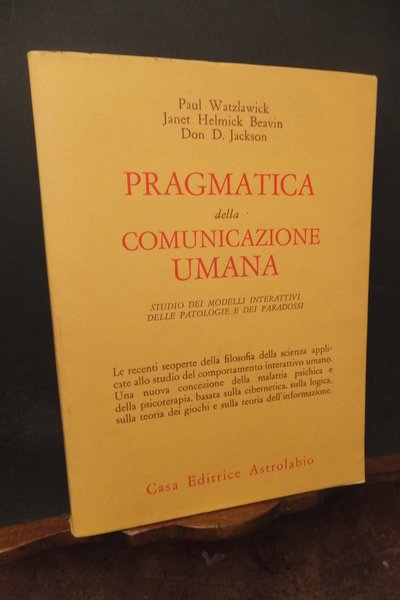 Paul Watzlawick
Janet Helmick Beavin
Don D. Jackson
PRAGMATICA
della
COMUNICAZIONE
UMANA
STUDIO DEI MODELLI INTERATTIVI
DELLE PATOLOGIE E DEI PARADOSSI
Le recenti scoperte della filosofia della scienza appli-
cate allo studio del comportamento interattivo umano.
Una nuova concezione della malattia psichica e
della psicoterapia, basata sulla cibernetica, sulla logica,
sulla teoria dei giochi e sulla teoria dell'informazione.
Casa Editrice Astrolabio